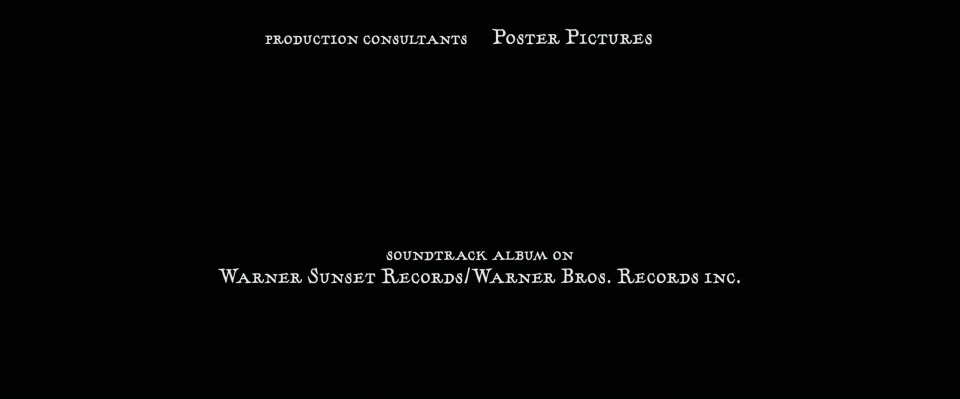 PRODUCTION CONSULTANTS POSTER PICTURES
SOUNDTRACK ALBUM ON
WARNER SUNSET RECORDS/WARNER BROS. RECORDS INC.